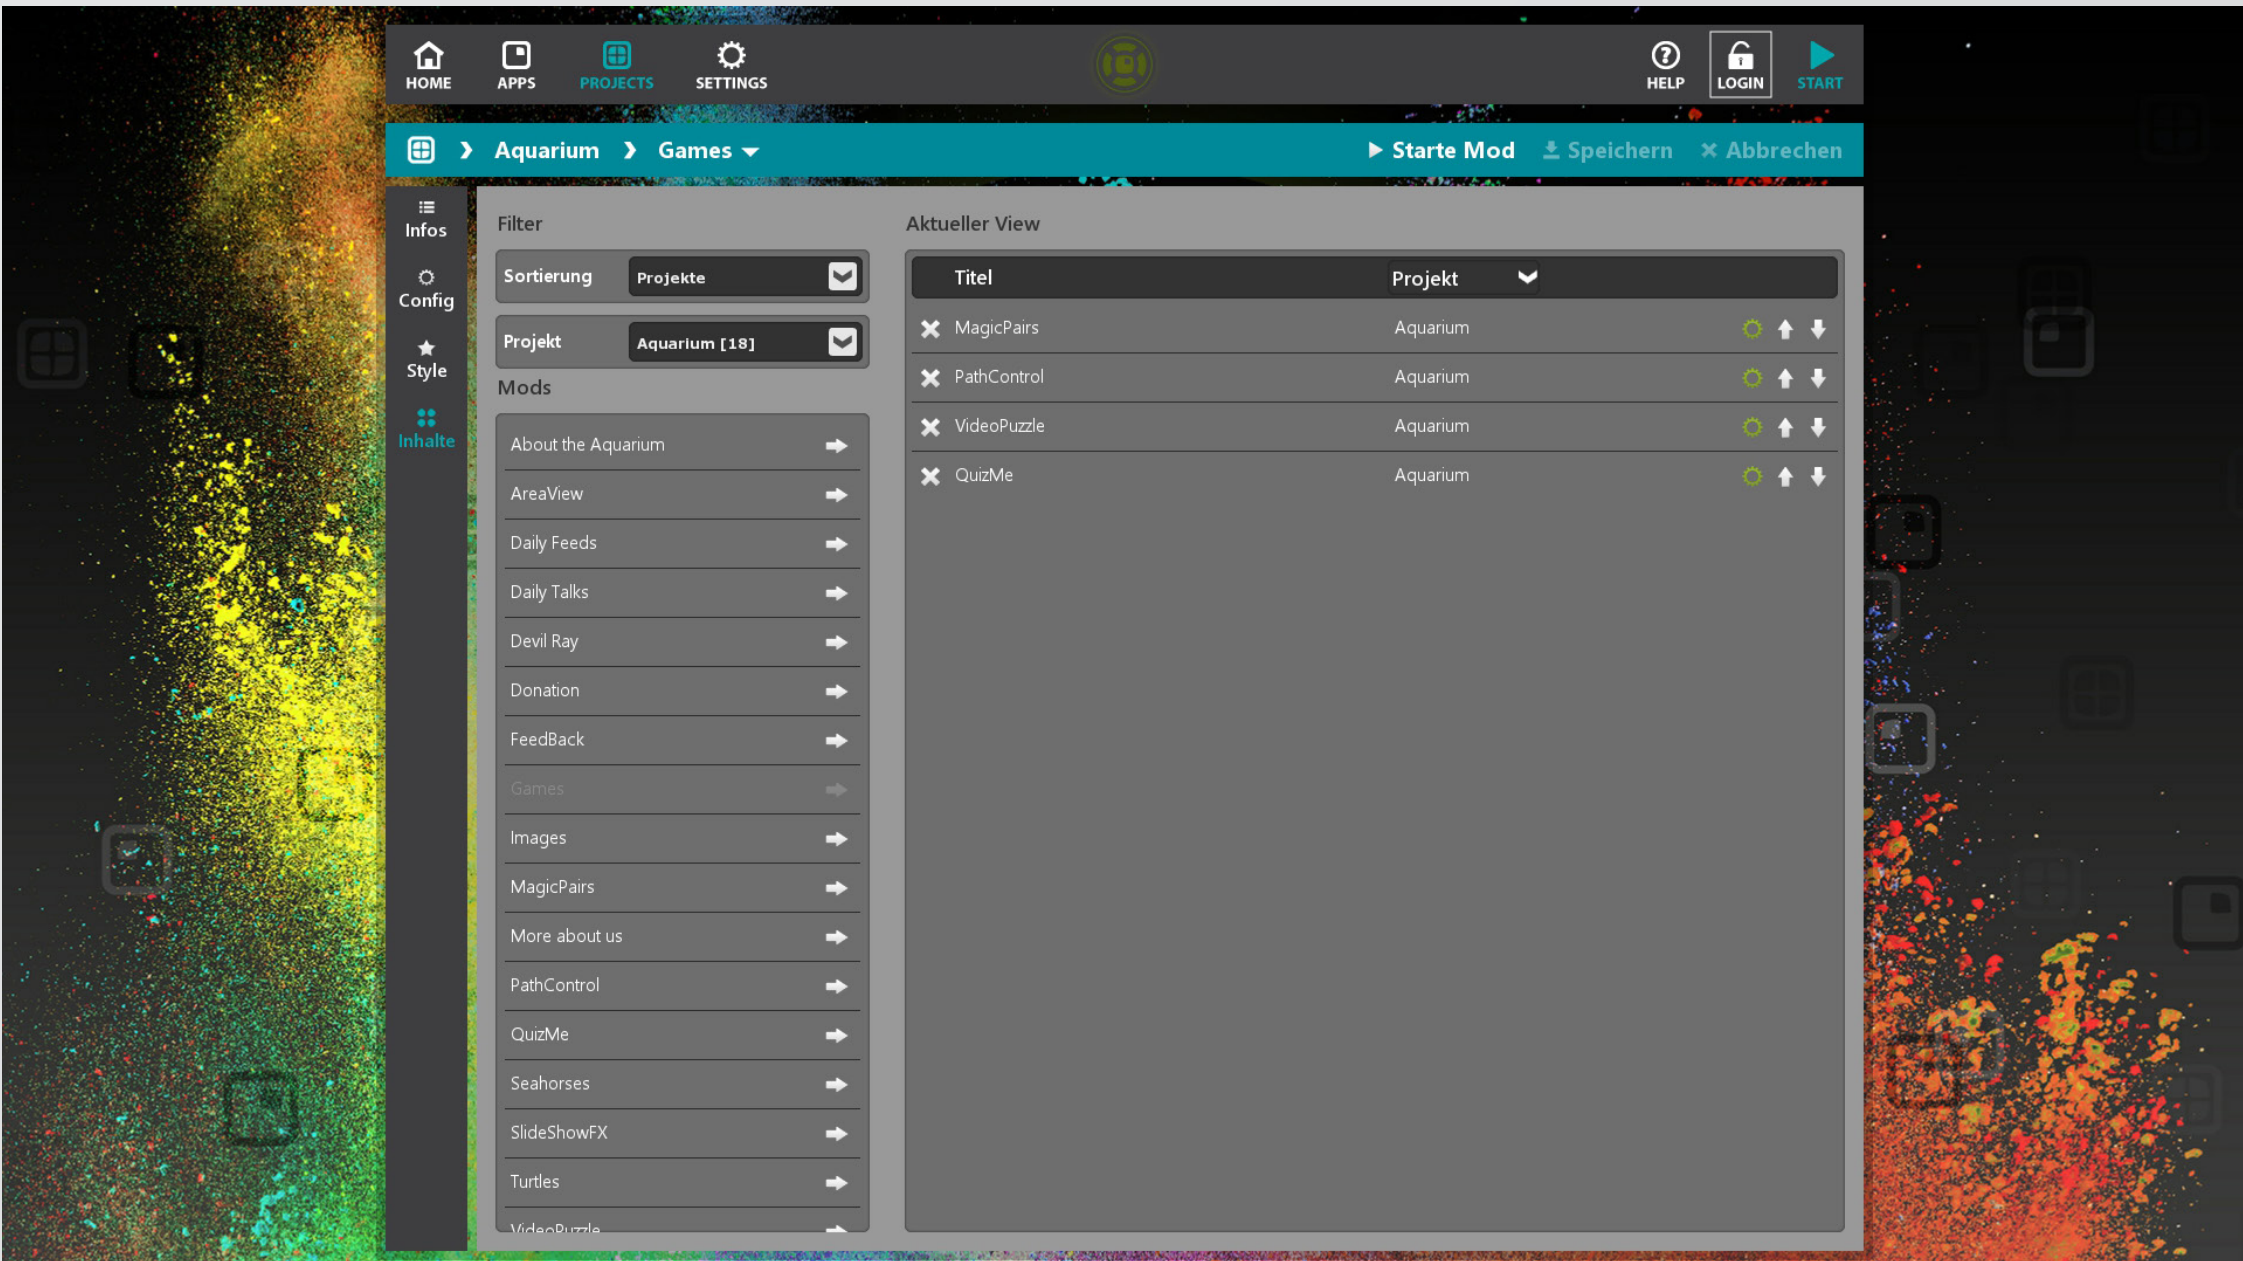 HOME APPS PROJECTS SETTINGS HELP LOGIN START
Aquarium Games Starte Mod Speichern Abbrechen
Infos
Config
Style
Inhalte
Filter
Sortierung Projekte
Projekt Aquarium [18]
Mods
About the Aquarium
AreaView
Daily Feeds
Daily Talks
Devil Ray
Donation
FeedBack
Games
Images
MagicPairs
More about us
PathControl
QuizMe
Seahorses
SlideShowFX
Turtles
VideoPuzzle
Aktueller View
Titel Projekt
MagicPairs Aquarium
PathControl Aquarium
VideoPuzzle Aquarium
QuizMe Aquarium